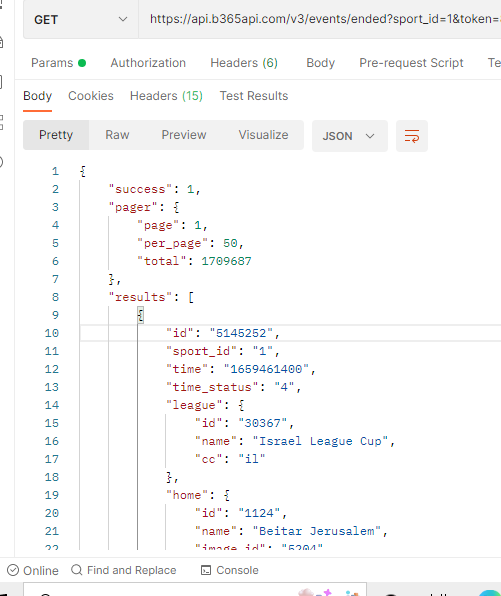 GET https://api.b365api.com/v3/events/ended?sport_id=1&token=
Params Authorization Headers (6) Body Pre-request Script Te
Body Cookies Headers (15) Test Results
Pretty Raw Preview Visualize JSON
1 {
2 "success": 1,
3 "pager": {
4 "page": 1,
5 "per_page": 50,
6 "total": 1709687
7 },
8 "results": [
9 {
10 "id": "5145252",
11 "sport_id": "1",
12 "time": "1659461400",
13 "time_status": "4",
14 "league": {
15 "id": "30367",
16 "name": "Israel League Cup",
17 "cc": "il"
18 },
19 "home": {
20 "id": "1124",
21 "name": "Beitar Jerusalem",
22 "image_id": "5204"
Online Find and Replace Console